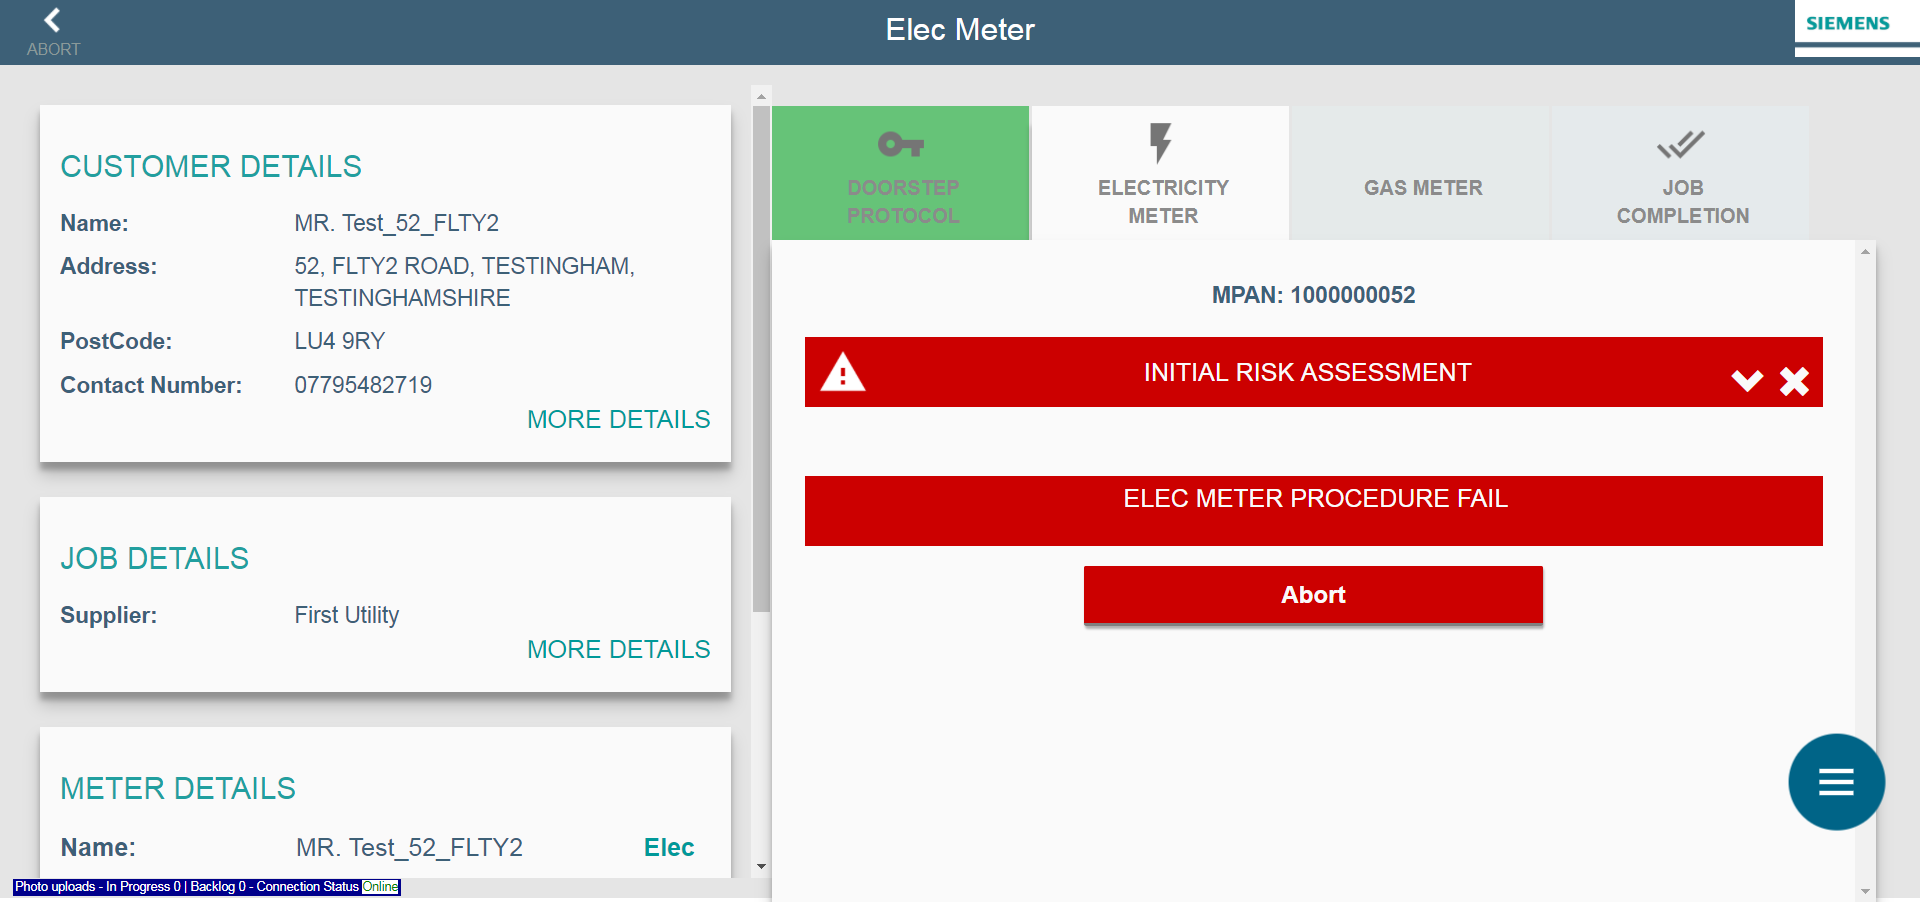 ABORT
Elec Meter
SIEMENS
CUSTOMER DETAILS
Name: MR. Test_52_FLTY2
Address: 52, FLTY2 ROAD, TESTINGHAM,
TESTINGHAMSHIRE
PostCode: LU4 9RY
Contact Number: 07795482719
MORE DETAILS
JOB DETAILS
Supplier: First Utility
MORE DETAILS
METER DETAILS
Name: MR. Test_52_FLTY2 Elec
Photo uploads - In Progress 0 | Backlog 0 - Connection Status Online
DOORSTEP
PROTOCOL
ELECTRICITY
METER
GAS METER
JOB
COMPLETION
MPAN: 1000000052
INITIAL RISK ASSESSMENT
ELEC METER PROCEDURE FAIL
Abort